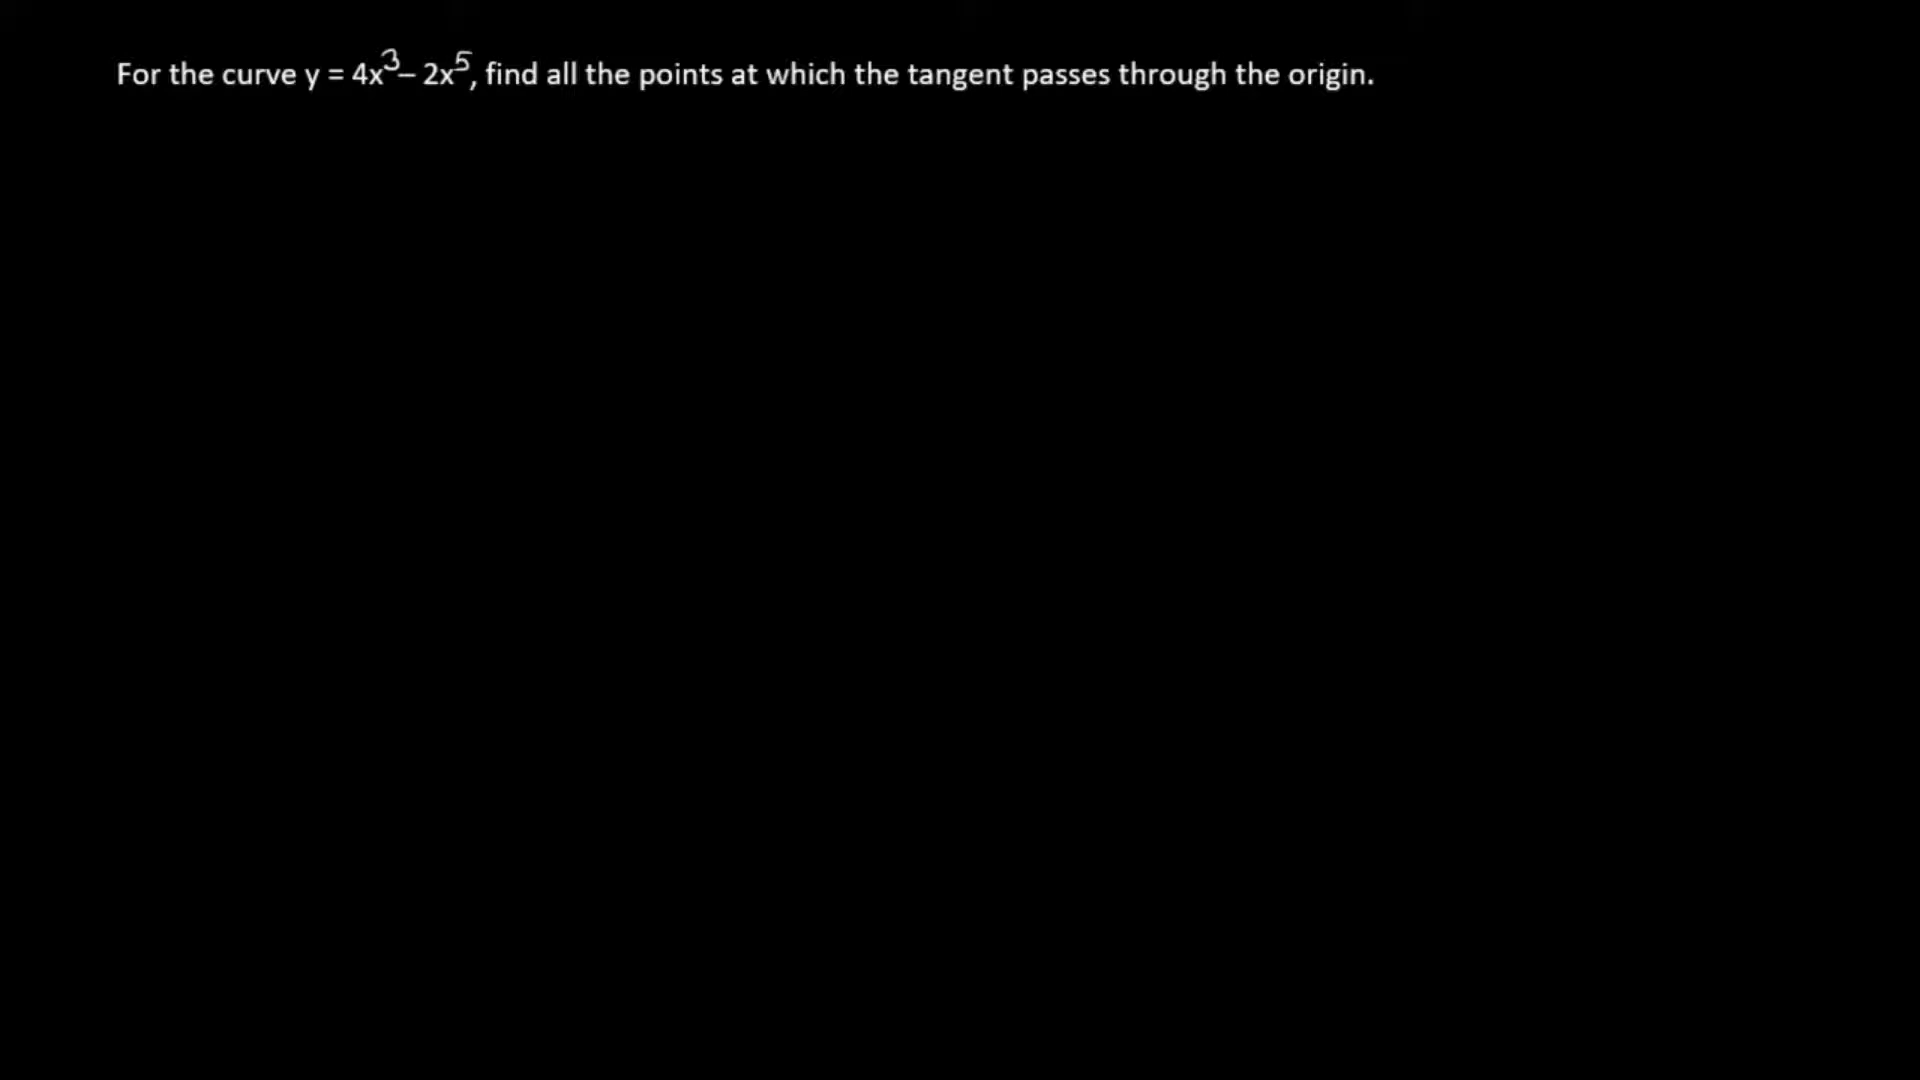 For the curve y = 4x³– 2x⁵, find all the points at which the tangent passes through the origin.